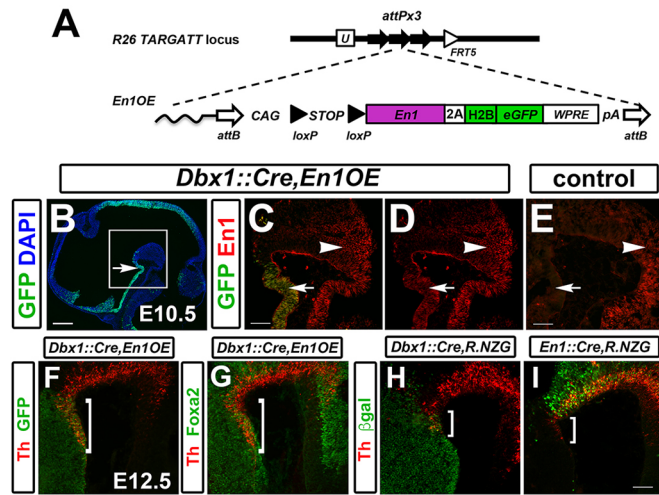 A
attPx3
R26 TARGATT locus
U
FRT5
En1OE
attB
CAG
STOP
loxP
loxP
En1
2A
H2B
eGFP
WPRE
pA
attB
Dbx1::Cre,En1OE
control
GFP DAPI
B
E10.5
GFP En1
C
D
E
Dbx1::Cre,En1OE
Dbx1::Cre,En1OE
Dbx1::Cre,R.NZG
En1::Cre,R.NZG
Th GFP
F
E12.5
Th Foxa2
G
Th βgal
H
I